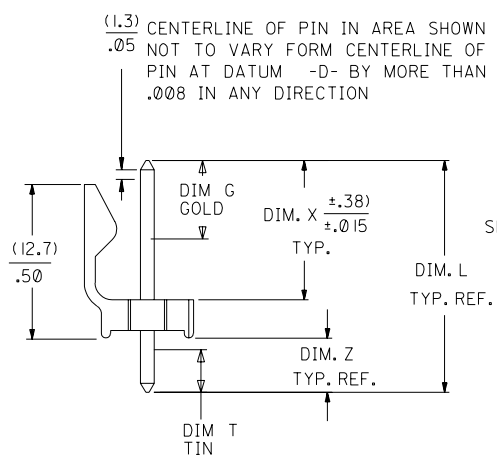 (1.3)
.05
CENTERLINE OF PIN IN AREA SHOWN
NOT TO VARY FORM CENTERLINE OF
PIN AT DATUM -D- BY MORE THAN
.008 IN ANY DIRECTION
DIM G
GOLD
DIM. X ±.38)
±.015
TYP.
(12.7)
.50
DIM. L
TYP. REF.
DIM. Z
TYP. REF.
DIM T
TIN